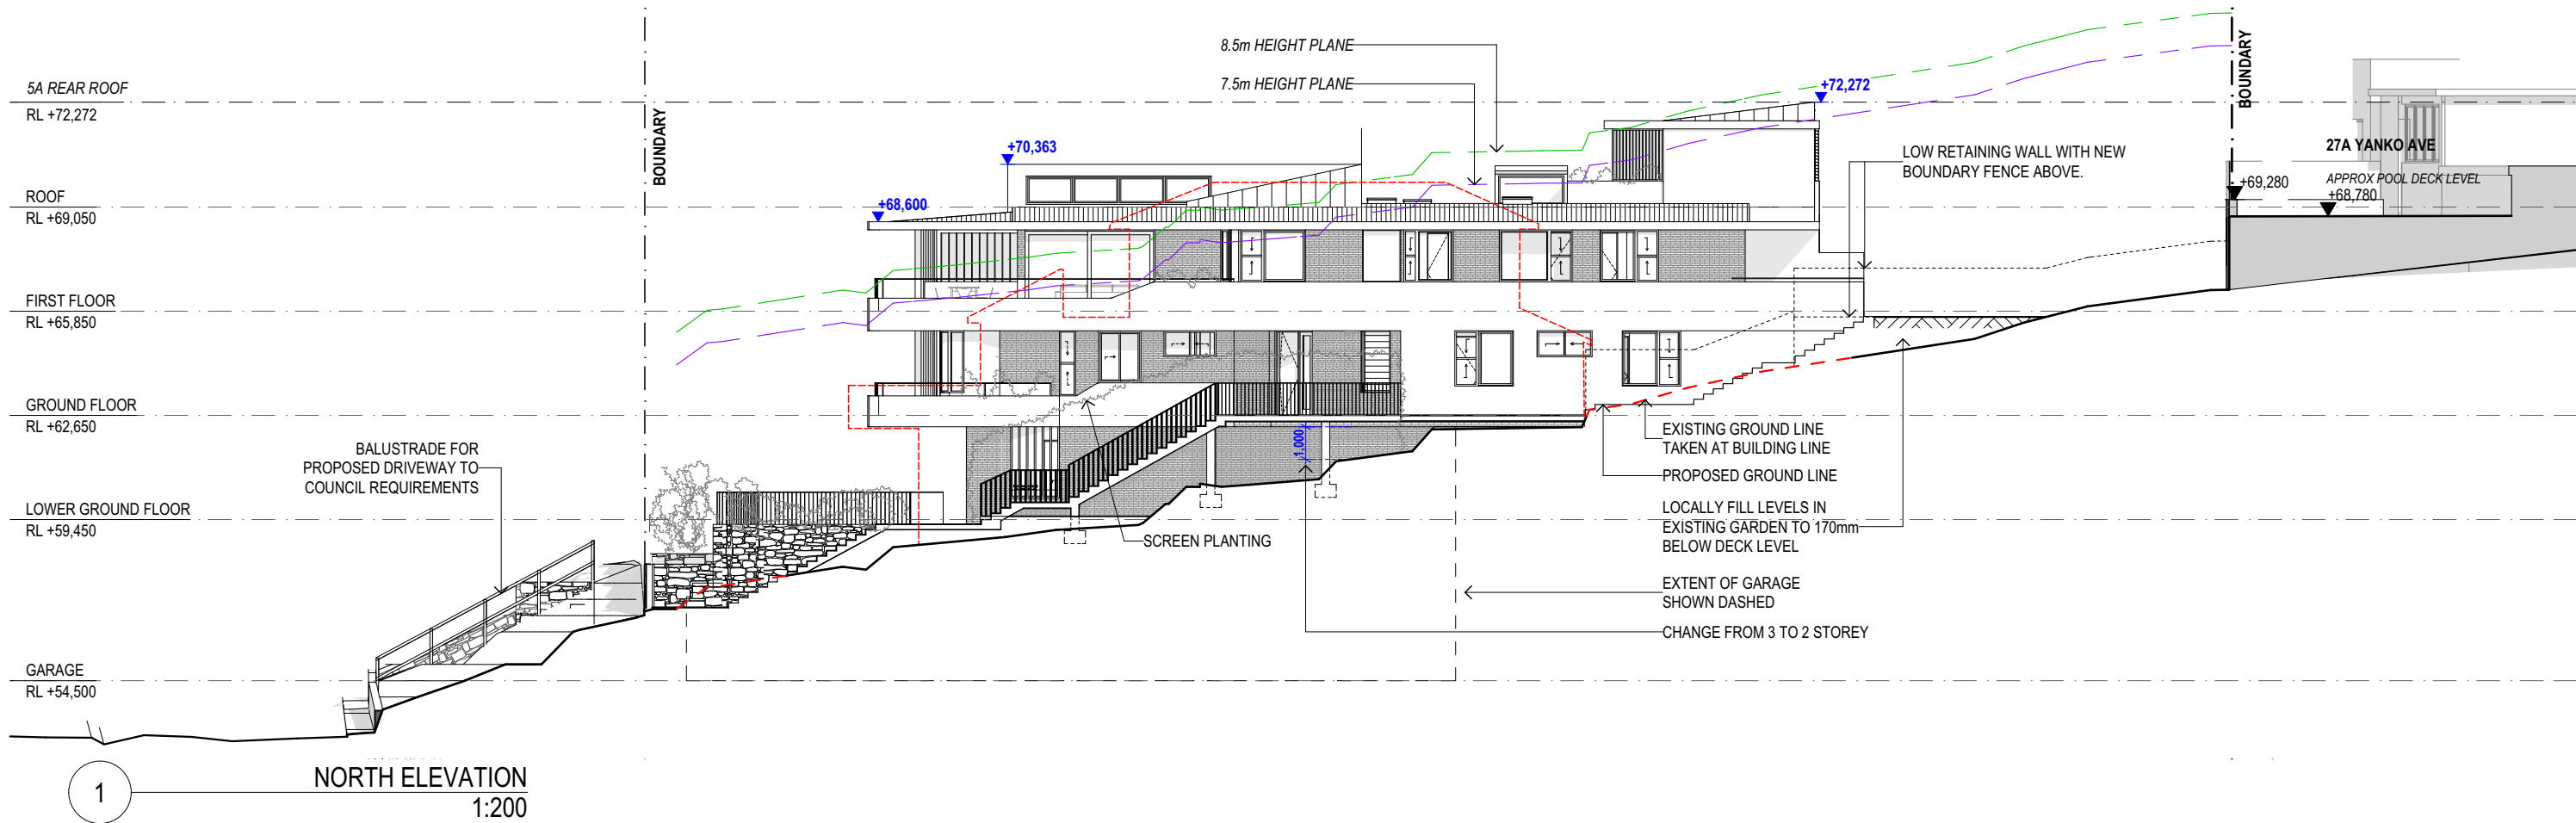 8.5m HEIGHT PLANE
7.5m HEIGHT PLANE
5A REAR ROOF
RL +72,272
BOUNDARY
+70,363
+72,272
BOUNDARY
LOW RETAINING WALL WITH NEW
BOUNDARY FENCE ABOVE.
27A YANKO AVE
APPROX POOL DECK LEVEL
+69,280
+68,780
ROOF
RL +69,050
+68,600
FIRST FLOOR
RL +65,850
GROUND FLOOR
RL +62,650
BALUSTRADE FOR
PROPOSED DRIVEWAY TO
COUNCIL REQUIREMENTS
1,000
EXISTING GROUND LINE
TAKEN AT BUILDING LINE
PROPOSED GROUND LINE
LOWER GROUND FLOOR
RL +59,450
SCREEN PLANTING
LOCALLY FILL LEVELS IN
EXISTING GARDEN TO 170mm
BELOW DECK LEVEL
EXTENT OF GARAGE
SHOWN DASHED
CHANGE FROM 3 TO 2 STOREY
GARAGE
RL +54,500
1
NORTH ELEVATION
1:200